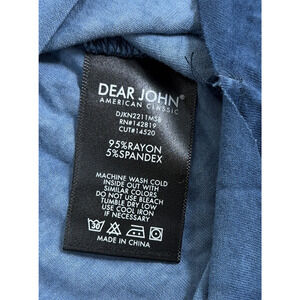 DEAR JOHN®
AMERICAN CLASSIC
DJKN2211MSB
RN#142819
CUT#14520
95%RAYON
5%SPANDEX
MACHINE WASH COLD
INSIDE OUT WITH
SIMILAR COLORS
DO NOT USE BLEACH
TUMBLE DRY LOW
USE COOL IRON
IF NECESSARY
30
MADE IN CHINA